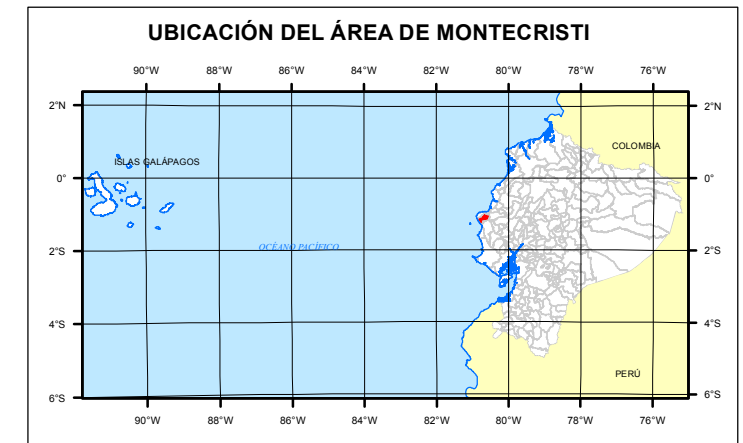 UBICACIÓN DEL ÁREA DE MONTECRISTI
90°W 88°W 86°W 84°W 82°W 80°W 78°W 76°W
2°N 2°N
COLOMBIA
ISLAS GALÁPAGOS
0° 0°
OCÉANO PACÍFICO
2°S 2°S
4°S 4°S
PERÚ
6°S 6°S
90°W 88°W 86°W 84°W 82°W 80°W 78°W 76°W